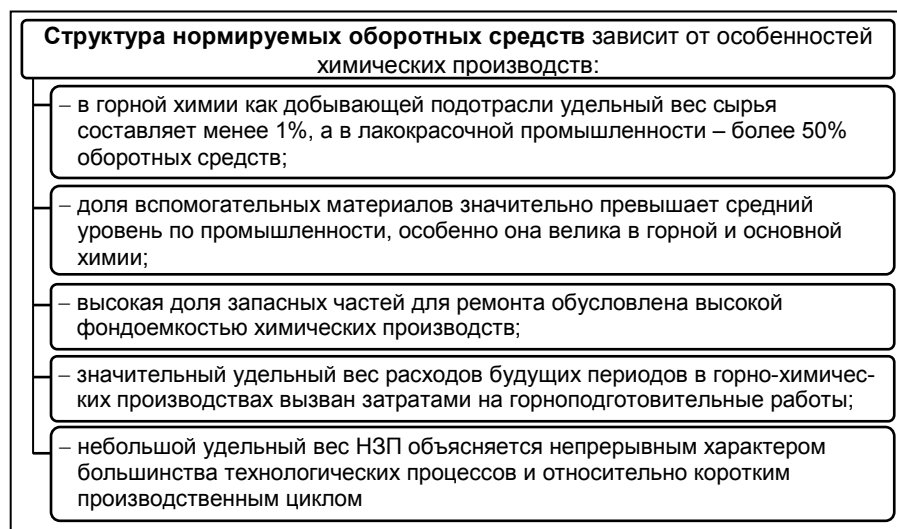 Структура нормируемых оборотных средств зависит от особенностей
химических производств:
– в горной химии как добывающей подотрасли удельный вес сырья
составляет менее 1%, а в лакокрасочной промышленности – более 50%
оборотных средств;
– доля вспомогательных материалов значительно превышает средний
уровень по промышленности, особенно она велика в горной и основной
химии;
– высокая доля запасных частей для ремонта обусловлена высокой
фондоемкостью химических производств;
– значительный удельный вес расходов будущих периодов в горно-химичес-
ких производствах вызван затратами на горноподготовительные работы;
– небольшой удельный вес НЗП объясняется непрерывным характером
большинства технологических процессов и относительно коротким
производственным циклом